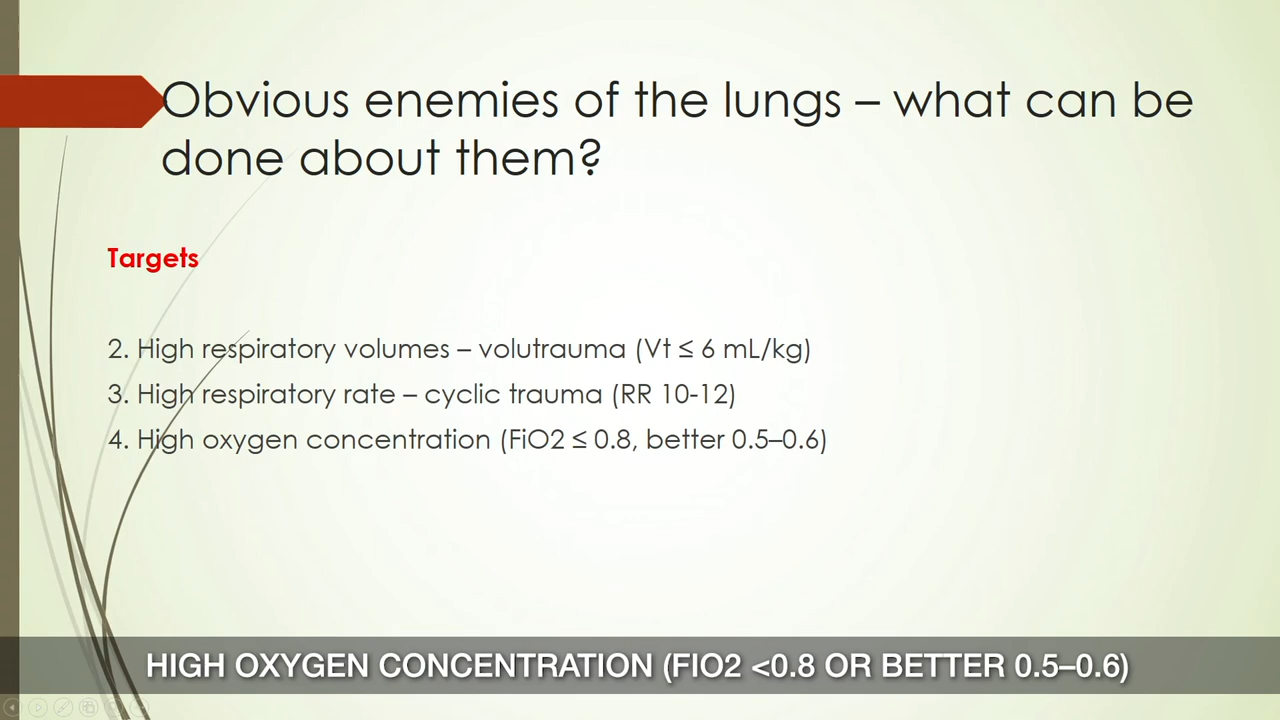 Obvious enemies of the lungs – what can be
done about them?
Targets
2. High respiratory volumes – volutrauma (Vt ≤ 6 mL/kg)
3. High respiratory rate – cyclic trauma (RR 10-12)
4. High oxygen concentration (FiO2 ≤ 0.8, better 0.5–0.6)
HIGH OXYGEN CONCENTRATION (FIO2 <0.8 OR BETTER 0.5–0.6)